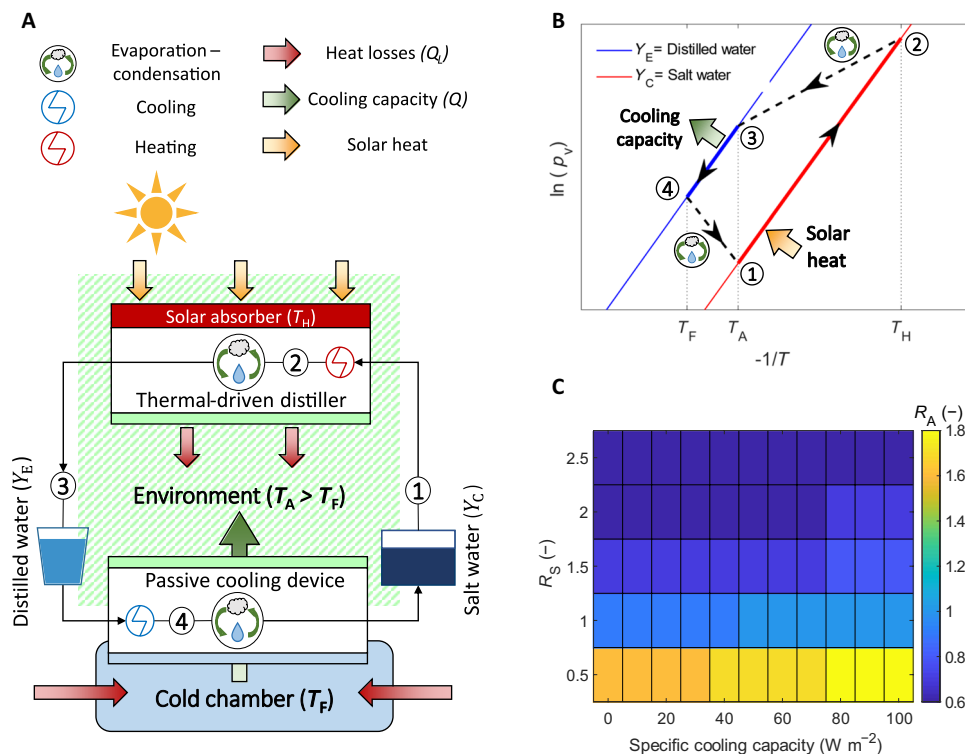 A
Evaporation –
condensation
Cooling
Heating
Heat losses (QL)
Cooling capacity (Q)
Solar heat
Solar absorber (TH)
2
Thermal-driven distiller
3
1
Environment (TA > TF)
Distilled water (YE)
Salt water (YC)
Passive cooling device
4
Cold chamber (TF)
B
YE= Distilled water
YC= Salt water
2
Cooling
capacity
3
4
1
Solar
heat
ln (pv)
TF TA TH
-1/T
C
RA (–)
1.8
1.6
1.4
1.2
1
0.8
0.6
2.5
2
1.5
1
0.5
RS (–)
0 20 40 60 80 100
Specific cooling capacity (W m−2)